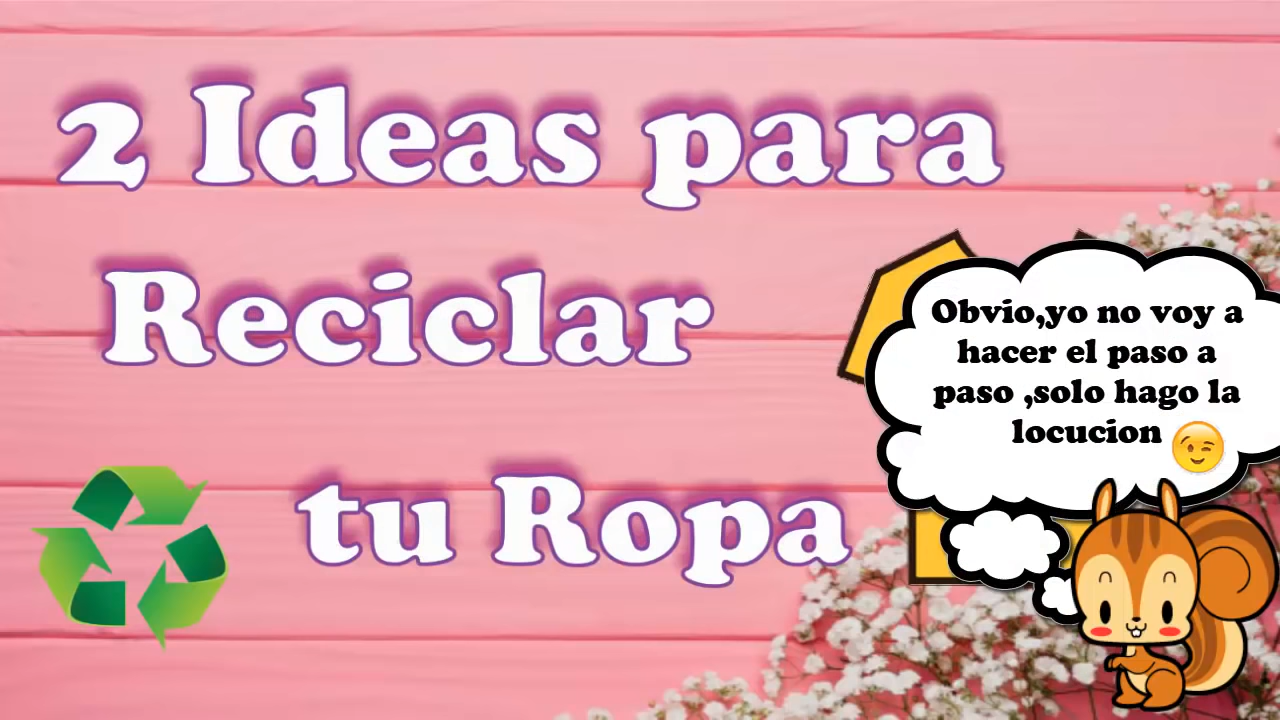 2 Ideas para
Reciclar
tu Ropa
Obvio,yo no voy a
hacer el paso a
paso ,solo hago la
locucion